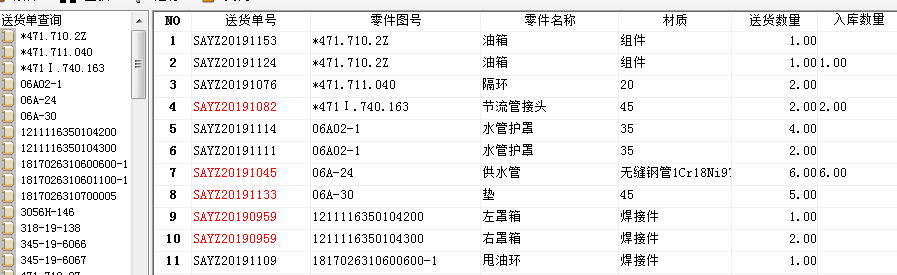 送货单查询
*471.710.2Z
*471.711.040
*471Ⅰ.740.163
06A02-1
06A-24
06A-30
1211116350104200
1211116350104300
1817026310600600-1
1817026310601100-1
1817026310700005
3056H-146
318-19-138
345-19-6066
345-19-6067
NO 送货单号 零件图号 零件名称 材质 送货数量 入库数量
1 SAYZ20191153 *471.710.2Z 油箱 组件 1.00
2 SAYZ20191124 *471.710.2Z 油箱 组件 1.00 1.00
3 SAYZ20191076 *471.711.040 隔环 20 2.00
4 SAYZ20191082 *471Ⅰ.740.163 节流管接头 45 2.00 2.00
5 SAYZ20191114 06A02-1 水管护罩 35 4.00
6 SAYZ20191111 06A02-1 水管护罩 35 2.00
7 SAYZ20191045 06A-24 供水管 无缝钢管1Cr18Ni9 6.00 6.00
8 SAYZ20191133 06A-30 垫 45 5.00
9 SAYZ20190959 1211116350104200 左罩箱 焊接件 1.00
10 SAYZ20190959 1211116350104300 右罩箱 焊接件 2.00
11 SAYZ20191109 1817026310600600-1 甩油环 焊接件 1.00